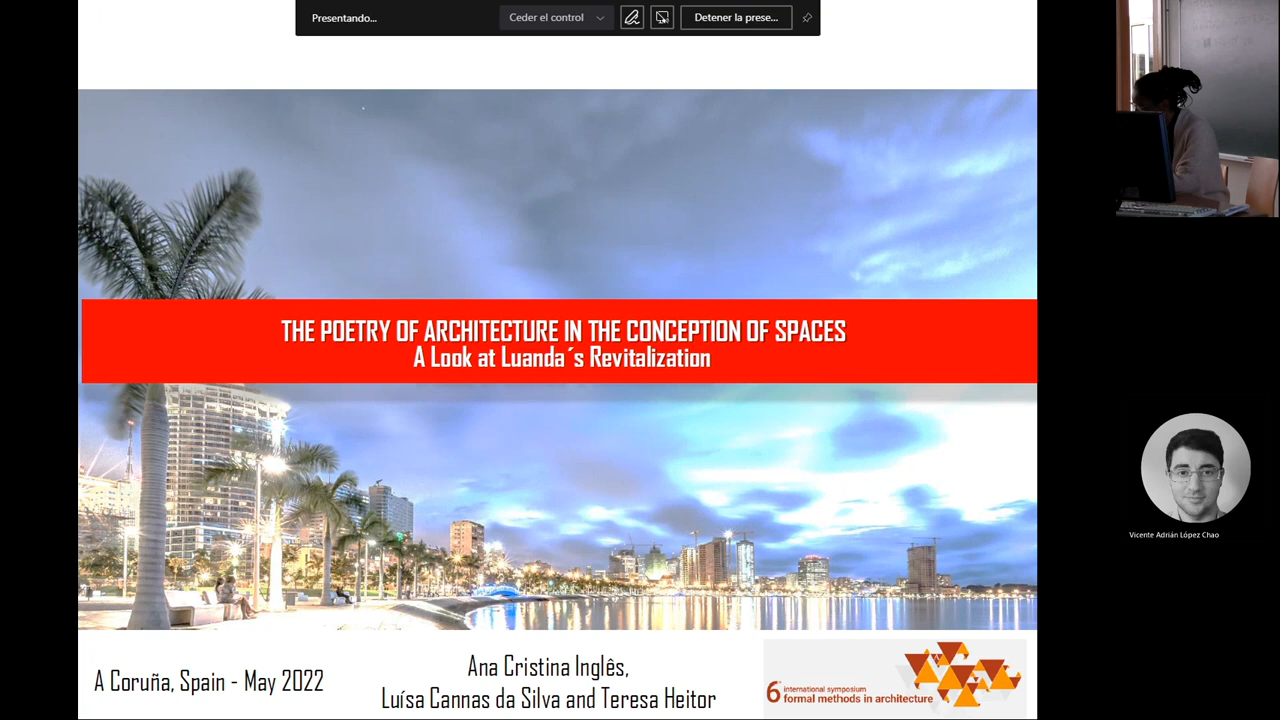 Presentando...
Ceder el control
Detener la prese...
THE POETRY OF ARCHITECTURE IN THE CONCEPTION OF SPACES
A Look at Luanda´s Revitalization
Vicente Adrián López Chao
A Coruña, Spain - May 2022
Ana Cristina Inglês,
Luísa Cannas da Silva and Teresa Heitor
6th international symposium
formal methods in architecture